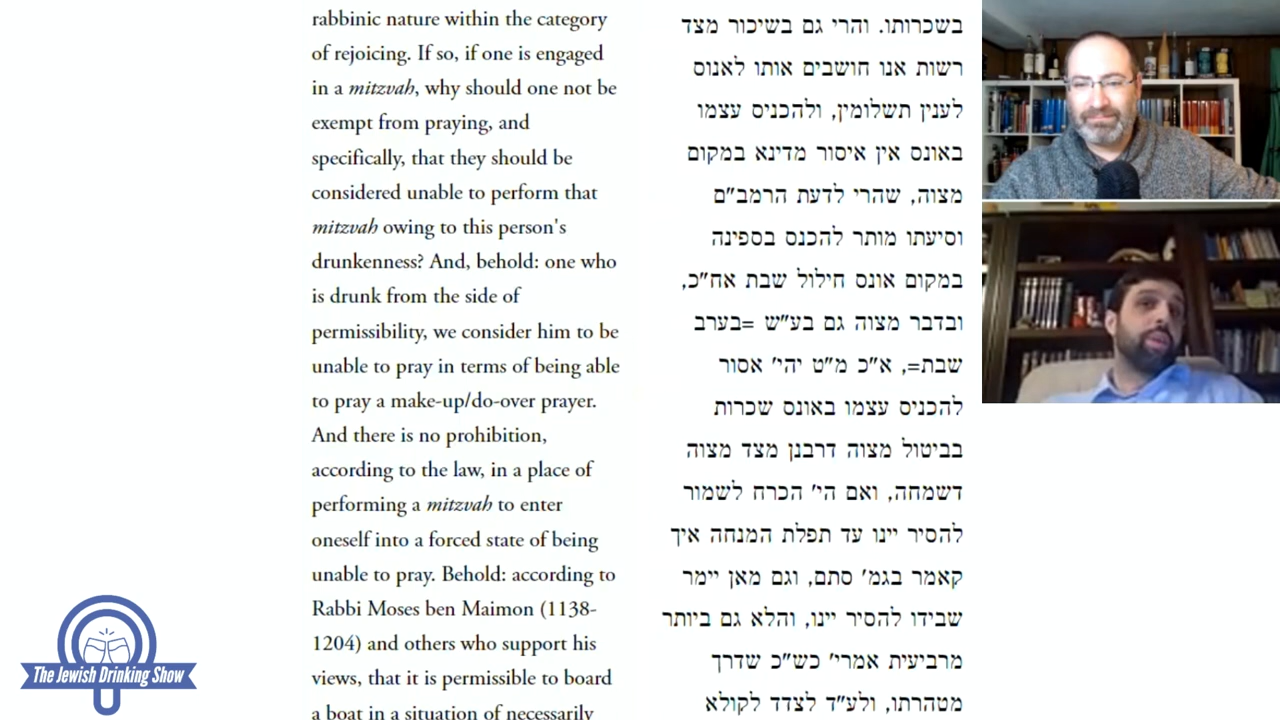 rabbinic nature within the category
of rejoicing. If so, if one is engaged
in a mitzvah, why should one not be
exempt from praying, and
specifically, that they should be
considered unable to perform that
mitzvah owing to this person's
drunkenness? And, behold: one who
is drunk from the side of
permissibility, we consider him to be
unable to pray in terms of being able
to pray a make-up/do-over prayer.
And there is no prohibition,
according to the law, in a place of
performing a mitzvah to enter
oneself into a forced state of being
unable to pray. Behold: according to
Rabbi Moses ben Maimon (1138-
1204) and others who support his
views, that it is permissible to board
a boat in a situation of necessarily
בשכרותו. והרי גם בשיכור מצד
רשות אנו חושבים אותו לאנוס
לענין תשלומין, ולהכניס עצמו
באונס אין איסור מדינא במקום
מצוה, שהרי לדעת הרמב"ם
וסיעתו מותר להכנס בספינה
במקום אונס חילול שבת אח"כ,
ובדבר מצוה גם בע"ש =בערב
שבת=, א"כ מ"ט יהי' אסור
להכניס עצמו באונס שכרות
בביטול מצוה דרבנן מצד מצוה
דשמחה, ואם הי' הכרח לשמור
להסיר יינו עד תפלת המנחה איך
קאמר בגמ' סתם, וגם מאן יימר
שבידו להסיר יינו, והלא גם ביותר
מרביעית אמרי' כש"כ שדרך
מטהרתו, ולע"ד לצדד לקולא
The Jewish Drinking Show